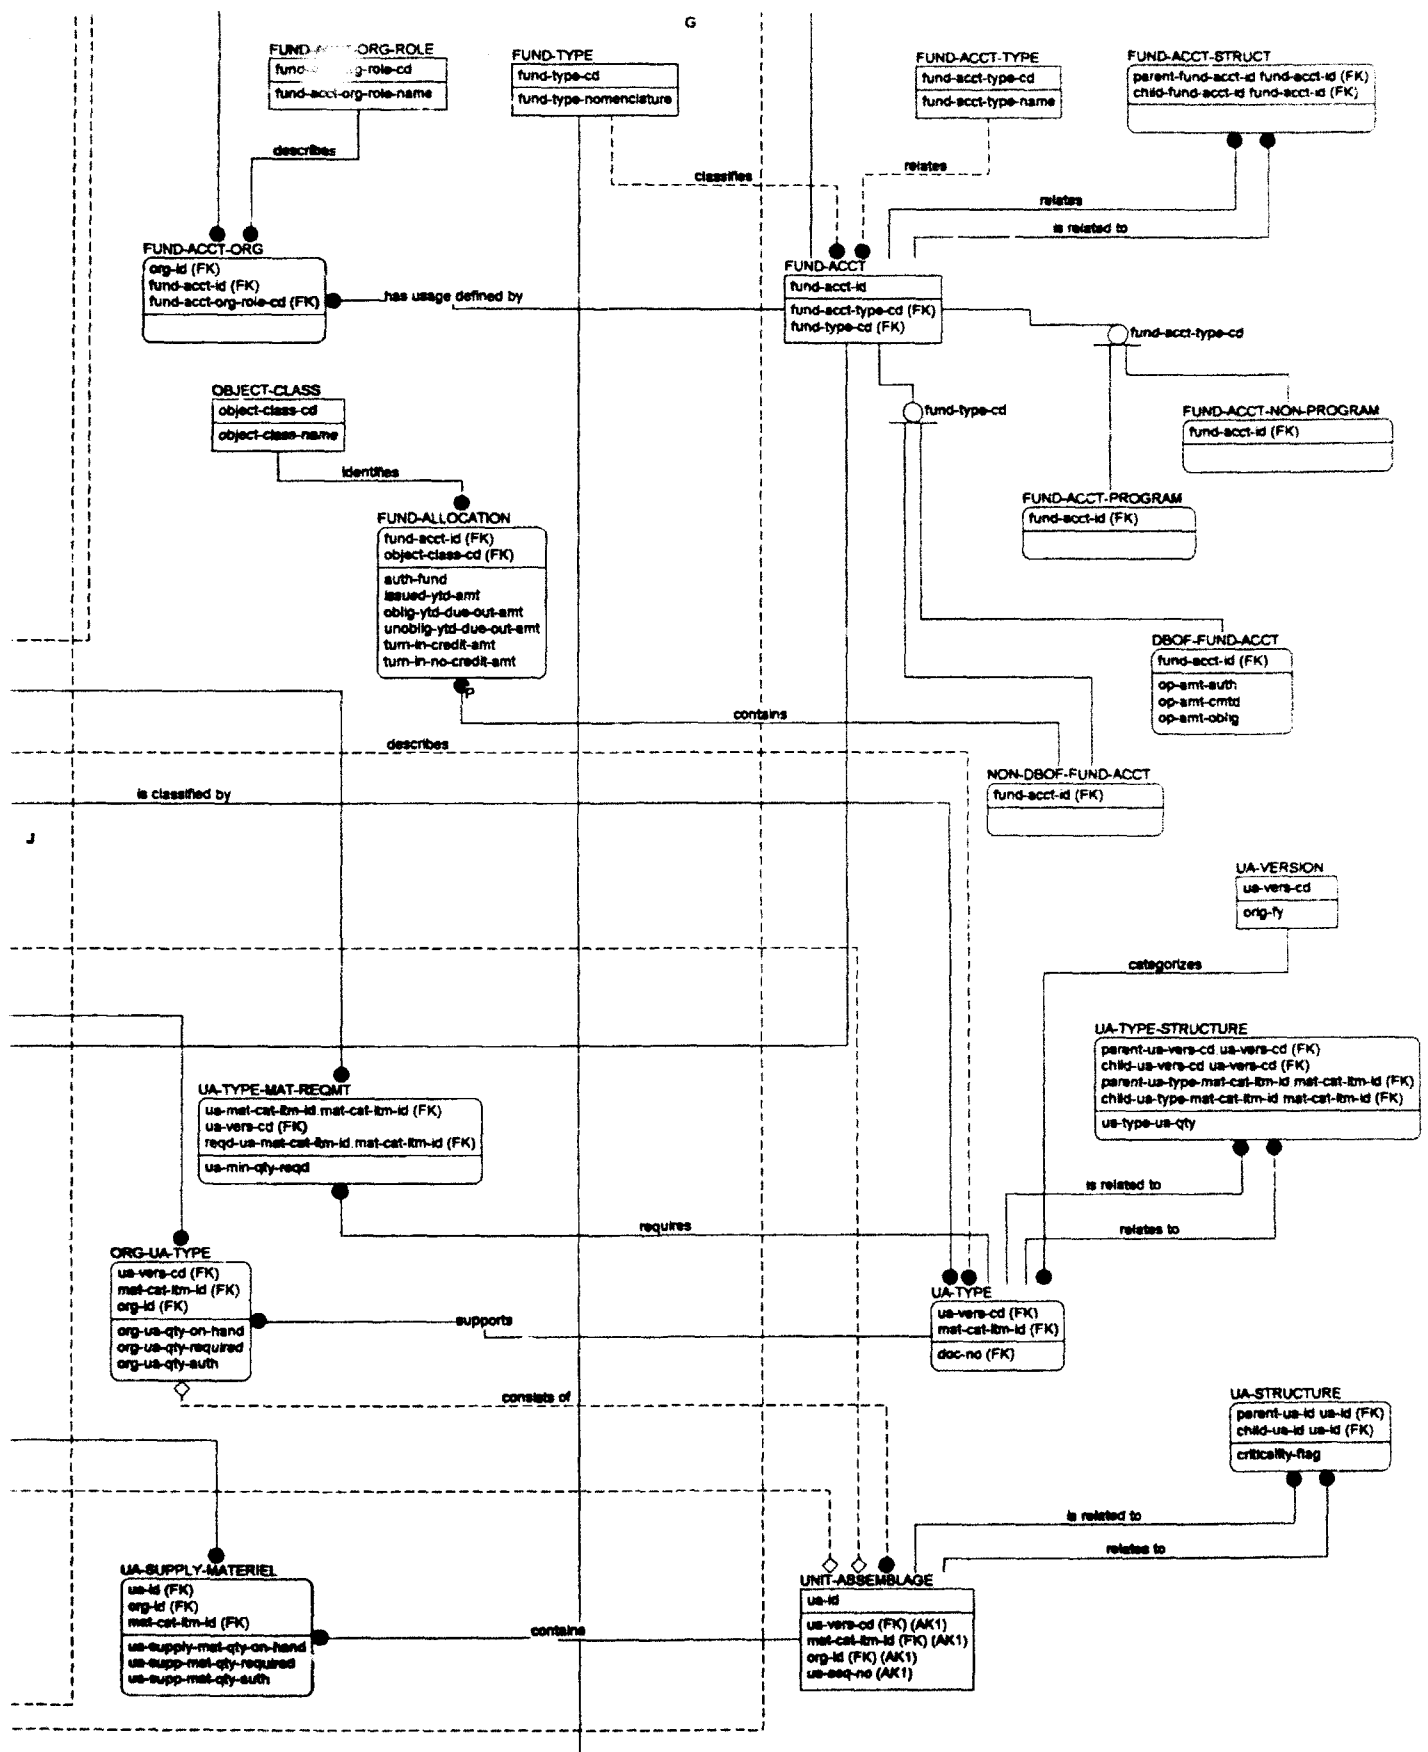 G
FUND- -ORG-ROLE
fund- g-role-cd
fund-acct-org-role-name
FUND-TYPE
fund-type-cd
fund-type-nomenclature
FUND-ACCT-TYPE
fund-acct-type-cd
fund-acct-type-name
FUND-ACCT-STRUCT
parent-fund-acct-id fund-acct-id (FK)
child-fund-acct-id fund-acct-id (FK)
describes
classifies
relates
relates
is related to
FUND-ACCT-ORG
org-id (FK)
fund-acct-id (FK)
fund-acct-org-role-cd (FK)
has usage defined by
FUND-ACCT
fund-acct-id
fund-acct-type-cd (FK)
fund-type-cd (FK)
fund-acct-type-cd
fund-type-cd
OBJECT-CLASS
object-class-cd
object-class-name
identifies
FUND-ACCT-NON-PROGRAM
fund-acct-id (FK)
FUND-ACCT-PROGRAM
fund-acct-id (FK)
FUND-ALLOCATION
fund-acct-id (FK)
object-class-cd (FK)
auth-fund
issued-ytd-amt
oblig-ytd-due-out-amt
unoblig-ytd-due-out-amt
turn-in-credit-amt
turn-in-no-credit-amt
P
DBOF-FUND-ACCT
fund-acct-id (FK)
op-amt-auth
op-amt-cmtd
op-amt-oblig
contains
describes
NON-DBOF-FUND-ACCT
fund-acct-id (FK)
is classified by
J
UA-VERSION
ua-vers-cd
orig-fy
categorizes
UA-TYPE-STRUCTURE
parent-ua-vers-cd.ua-vers-cd (FK)
child-ua-vers-cd ua-vers-cd (FK)
parent-ua-type-mat-cat-itm-id mat-cat-itm-id (FK)
child-ua-type-mat-cat-itm-id mat-cat-itm-id (FK)
ua-type-ua-qty
UA-TYPE-MAT-REQMT
ua-mat-cat-itm-id.mat-cat-itm-id (FK)
ua-vers-cd (FK)
reqd-ua-mat-cat-itm-id.mat-cat-itm-id (FK)
ua-min-qty-reqd
is related to
requires
relates to
ORG-UA-TYPE
ua-vers-cd (FK)
mat-cat-itm-id (FK)
org-id (FK)
org-ua-qty-on-hand
org-ua-qty-required
org-ua-qty-auth
supports
UA-TYPE
ua-vers-cd (FK)
mat-cat-itm-id (FK)
doc-no (FK)
consists of
UA-STRUCTURE
parent-ua-id ua-id (FK)
child-ua-id ua-id (FK)
criticality-flag
is related to
relates to
UA-SUPPLY-MATERIEL
ua-id (FK)
org-id (FK)
mat-cat-itm-id (FK)
ua-supply-mat-qty-on-hand
ua-supp-mat-qty-required
ua-supp-mat-qty-auth
contains
UNIT-ASSEMBLAGE
ua-id
ua-vers-cd (FK) (AK1)
mat-cat-itm-id (FK) (AK1)
org-id (FK) (AK1)
ua-seq-no (AK1)